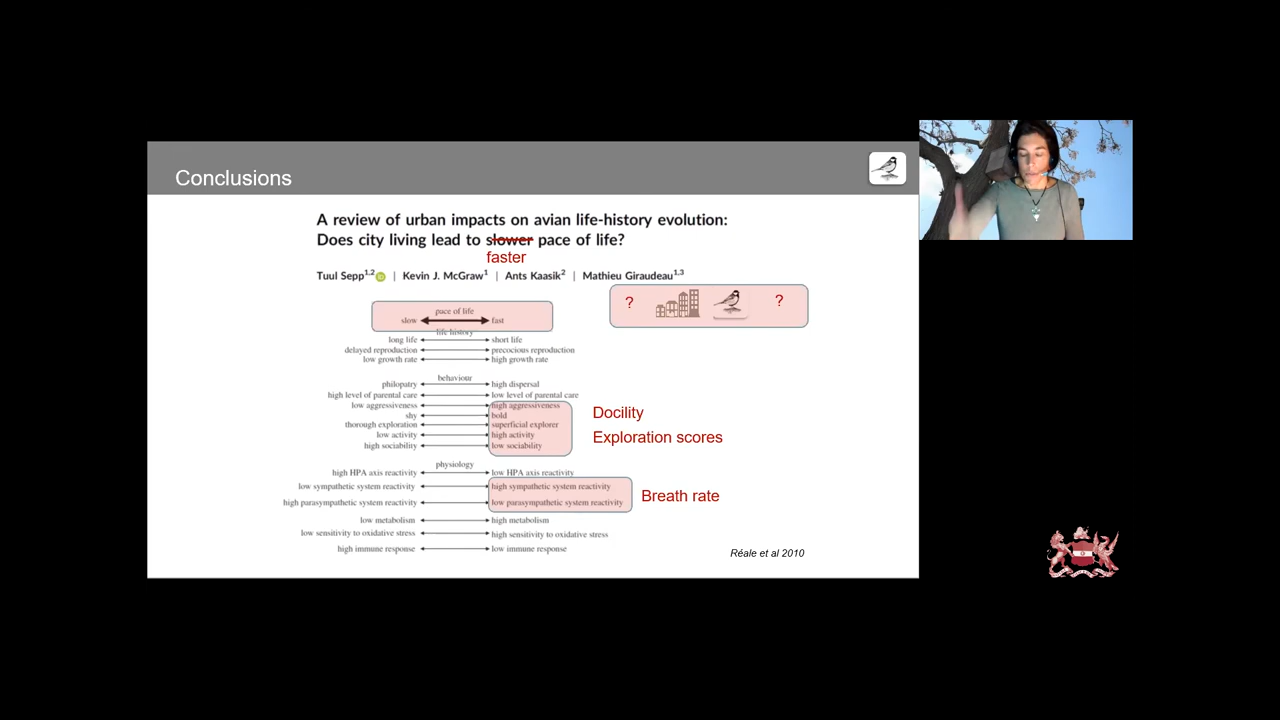 Conclusions
A review of urban impacts on avian life-history evolution:
Does city living lead to slower pace of life?
faster
Tuul Sepp1,2 | Kevin J. McGraw1 | Ants Kaasik2 | Mathieu Giraudeau1,3
? ?
pace of life
slow fast
life history
long life short life
delayed reproduction precocious reproduction
low growth rate high growth rate
behaviour
philopatry high dispersal
high level of parental care low level of parental care
low aggressiveness high aggressiveness
shy bold
thorough exploration superficial explorer
low activity high activity
high sociability low sociability
Docility
Exploration scores
physiology
high HPA axis reactivity low HPA axis reactivity
low sympathetic system reactivity high sympathetic system reactivity
high parasympathetic system reactivity low parasympathetic system reactivity
Breath rate
low metabolism high metabolism
low sensitivity to oxidative stress high sensitivity to oxidative stress
high immune response low immune response
Réale et al 2010